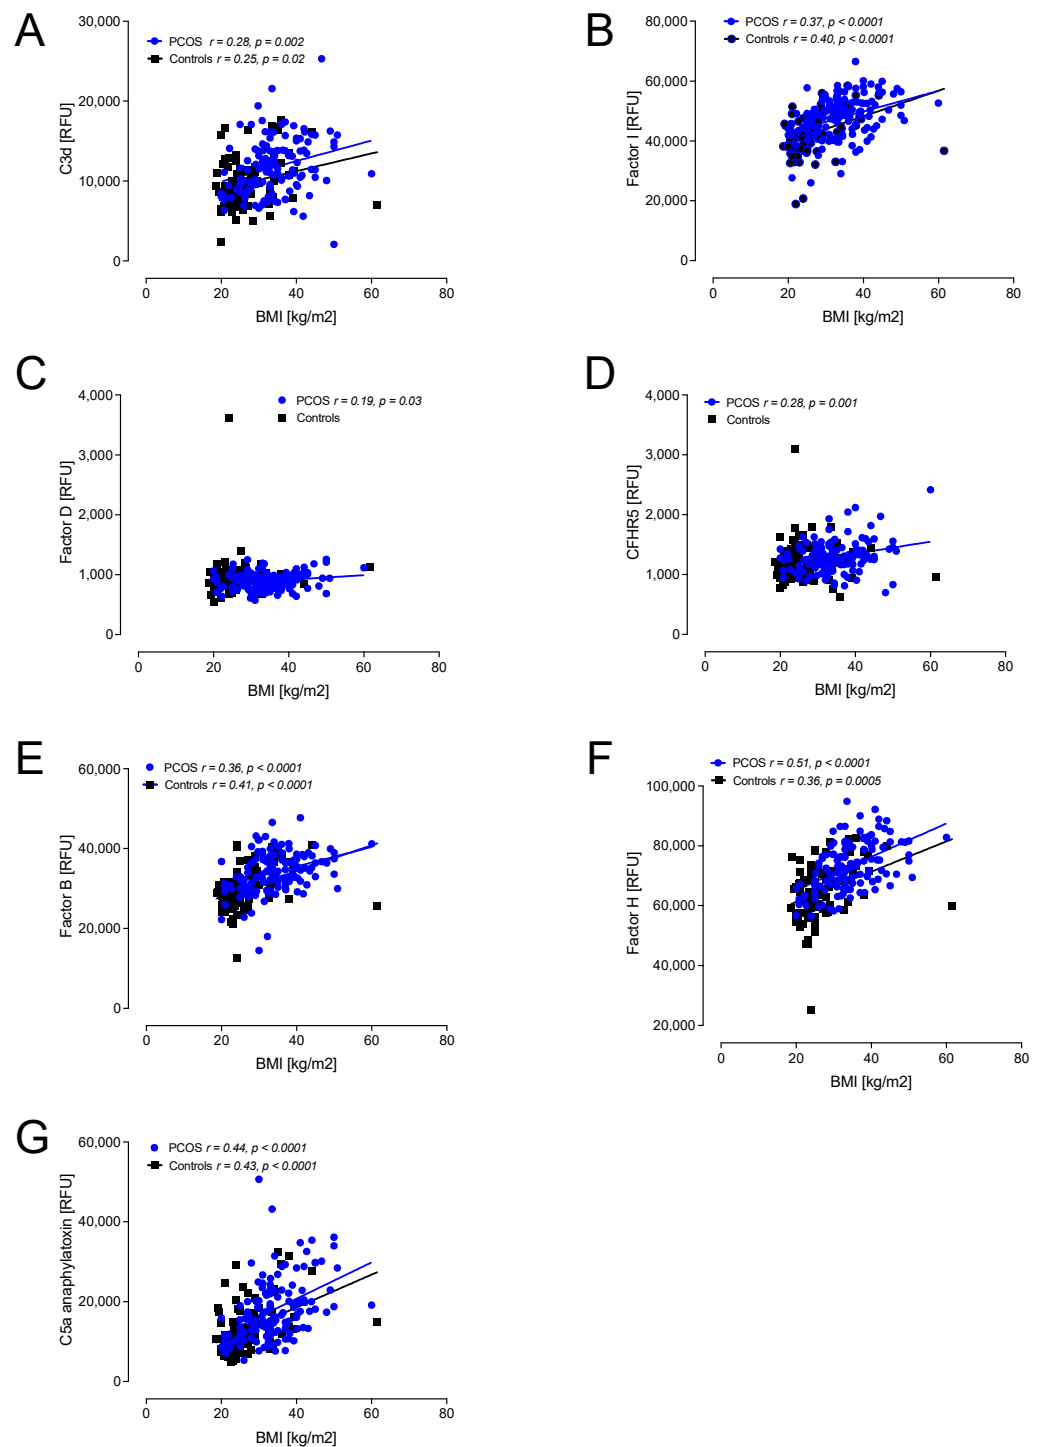 A
30,000
20,000
10,000
0
C3d [RFU]
PCOS r = 0.28, p = 0.002
Controls r = 0.25, p = 0.02
0 20 40 60 80
BMI [kg/m2]
B
80,000
60,000
40,000
20,000
0
Factor I [RFU]
PCOS r = 0.37, p < 0.0001
Controls r = 0.40, p < 0.0001
0 20 40 60 80
BMI [kg/m2]
C
4,000
3,000
2,000
1,000
0
Factor D [RFU]
PCOS r = 0.19, p = 0.03
Controls
0 20 40 60 80
BMI [kg/m2]
D
4,000
3,000
2,000
1,000
0
CFHR5 [RFU]
PCOS r = 0.28, p = 0.001
Controls
0 20 40 60 80
BMI [kg/m2]
E
60,000
40,000
20,000
0
Factor B [RFU]
PCOS r = 0.36, p < 0.0001
Controls r = 0.41, p < 0.0001
0 20 40 60 80
BMI [kg/m2]
F
100,000
80,000
60,000
40,000
20,000
Factor H [RFU]
PCOS r = 0.51, p < 0.0001
Controls r = 0.36, p = 0.0005
0 20 40 60 80
BMI [kg/m2]
G
60,000
40,000
20,000
0
C5a anaphylatoxin [RFU]
PCOS r = 0.44, p < 0.0001
Controls r = 0.43, p < 0.0001
0 20 40 60 80
BMI [kg/m2]